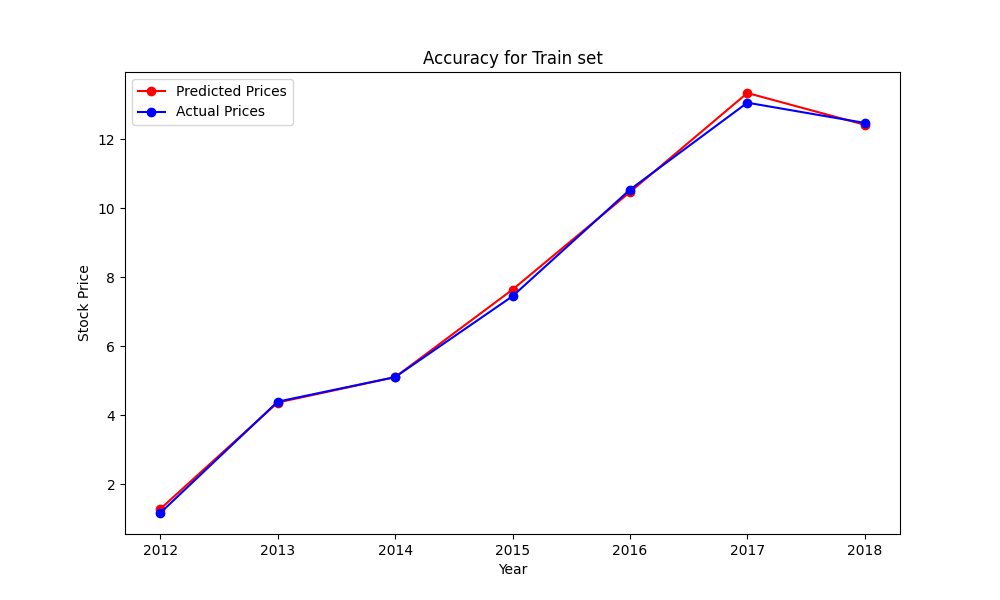 Accuracy for Train set
Predicted Prices
Actual Prices
12
10
8
6
4
2
Stock Price
2012 2013 2014 2015 2016 2017 2018
Year